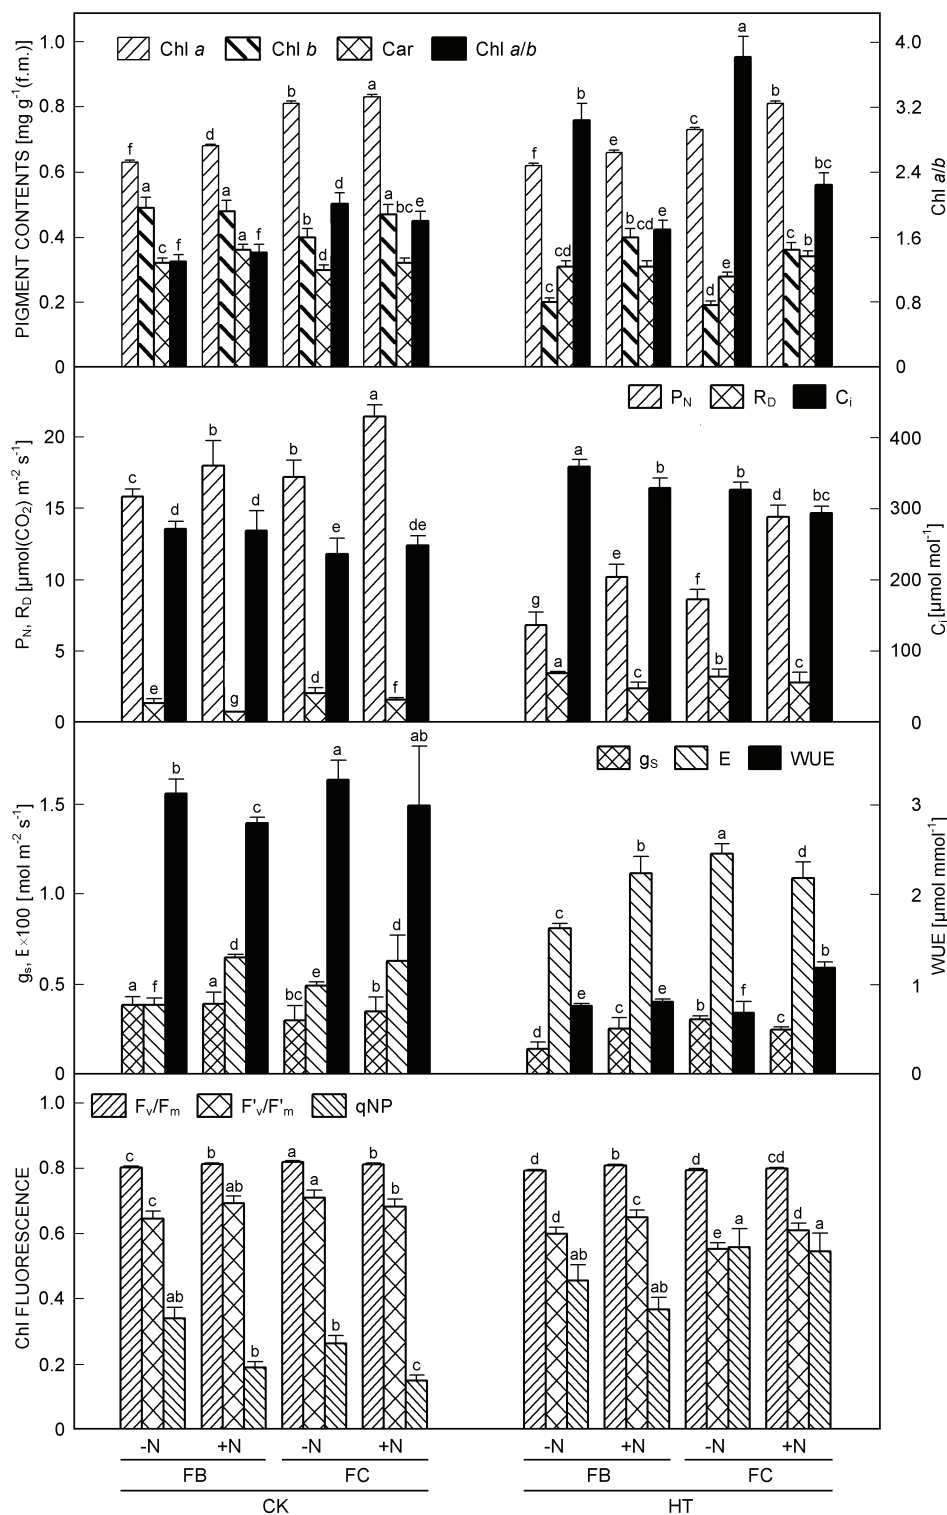 Chl a Chl b Car Chl a/b
PIGMENT CONTENTS [mg g-1(f.m.)]
1.0
0.8
0.6
0.4
0.2
0
f a c f
d a a f
b b d d
a a bc e
f c cd b
e b cd e
c d e a
b c b bc
4.0
3.2
2.4
1.6
0.8
0
Chl a/b
PN RD Ci
PN, RD [µmol(CO2) m-2 s-1]
20
15
10
5
0
c e d
b g d
b d e
a f de
g a a
e c b
f b b
d c bc
400
300
200
100
0
Ci [µmol mol-1]
gS E WUE
gs, E×100 [mol m-2 s-1]
1.5
1.0
0.5
0
a f b
a d c
bc e a
b d ab
d c e
c b e
b a f
c d b
3
2
1
0
WUE [µmol mmol-1]
Fv/Fm F'v/F'm qNP
Chl FLUORESCENCE
1.0
0.8
0.6
0.4
0.2
0
c c ab
b ab b
a a b
b b c
d d ab
b c ab
d e a
cd d a
-N +N -N +N -N +N -N +N
FB FC FB FC
CK HT